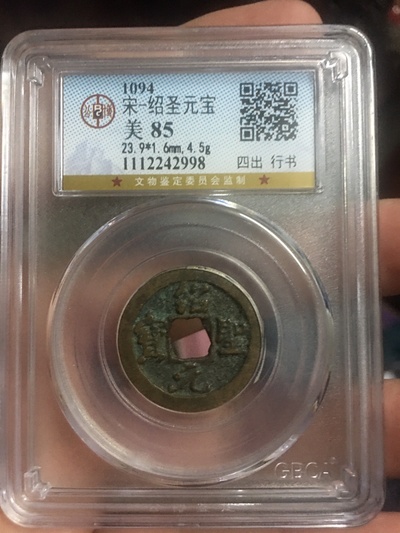 1094
宋-绍圣元宝
美 85
23.9*1.6mm,4.5g
1112242998
四出 行书
★ 文物鉴定委员会监制 ★
紹聖元寶
GBCA